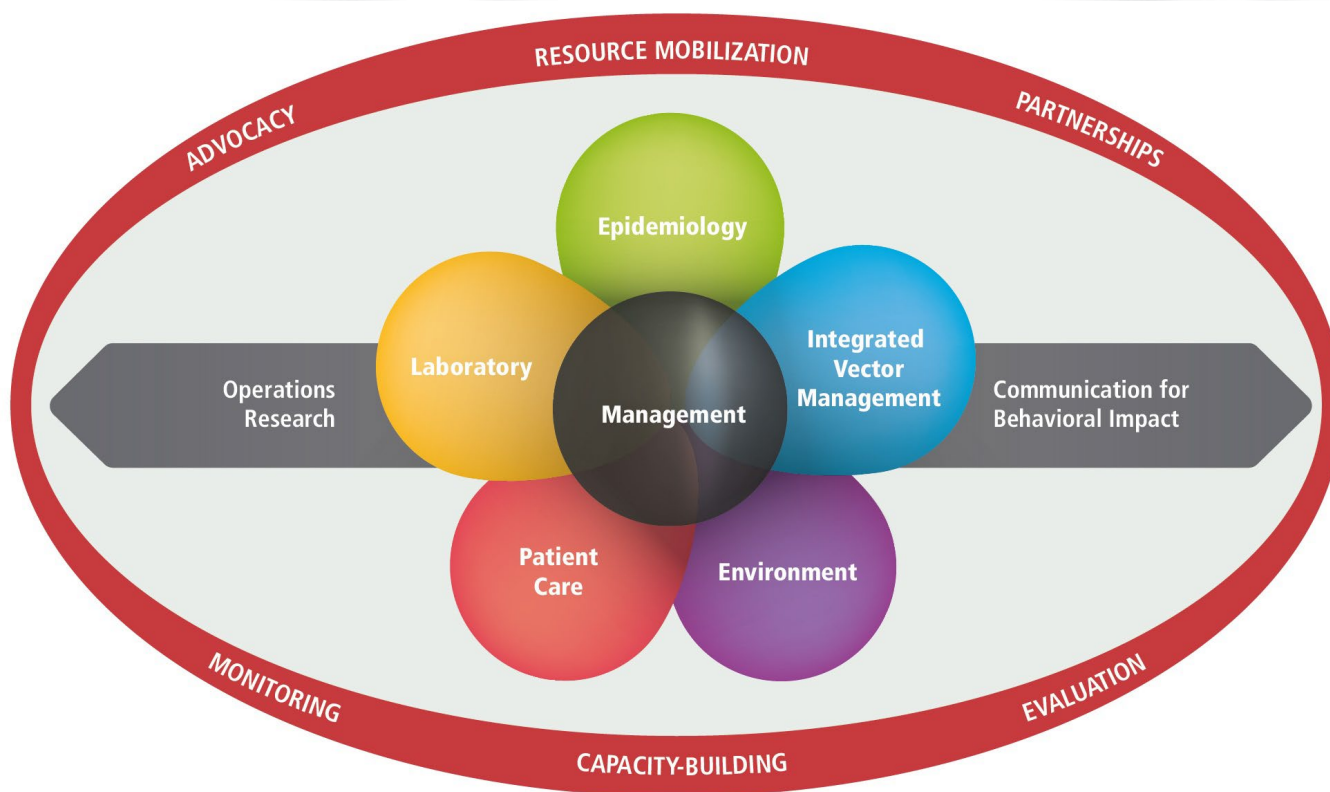 RESOURCE MOBILIZATION
ADVOCACY
PARTNERSHIPS
Epidemiology
Laboratory
Integrated
Vector
Management
Operations
Research
Management
Communication for
Behavioral Impact
Patient
Care
Environment
MONITORING
EVALUATION
CAPACITY-BUILDING